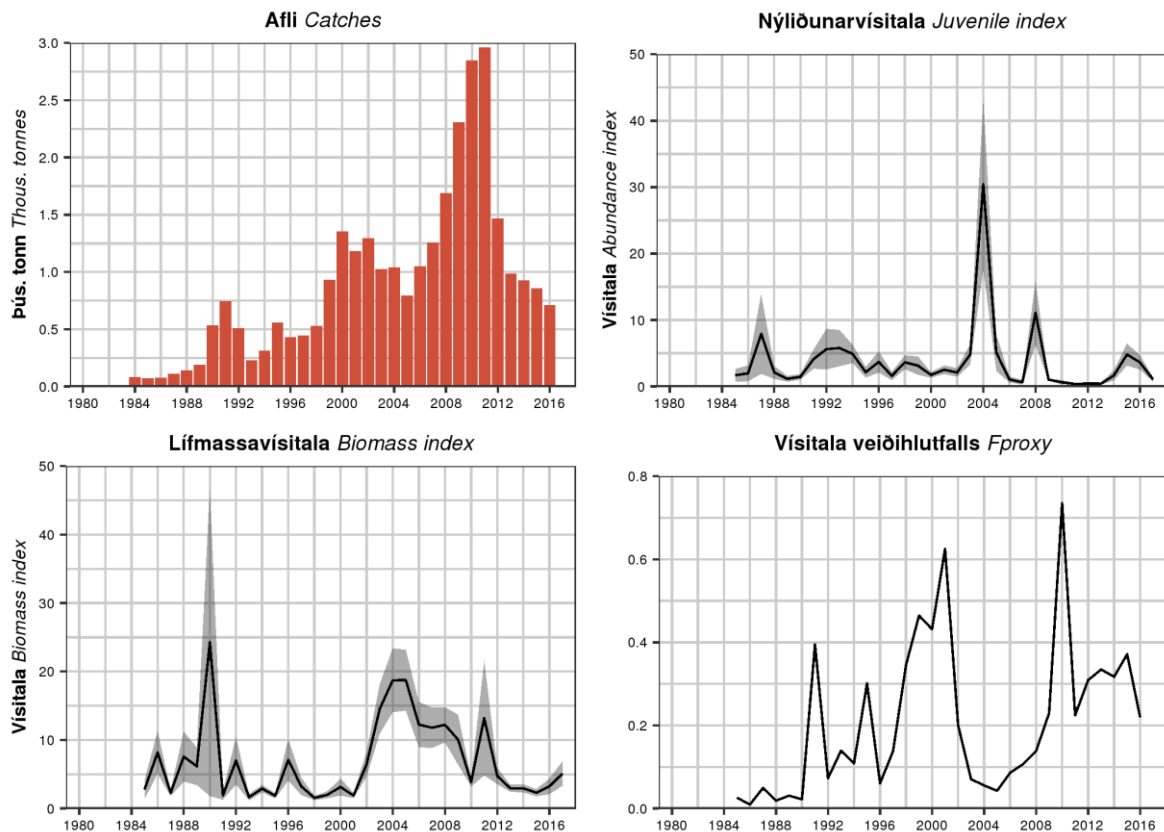 Afli Catches
Þús. tonn Thous. tonnes
3.0
2.5
2.0
1.5
1.0
0.5
0.0
1980 1984 1988 1992 1996 2000 2004 2008 2012 2016
Nýliðunarvísitala Juvenile index
Vísitala Abundance index
50
40
30
20
10
0
1980 1984 1988 1992 1996 2000 2004 2008 2012 2016
Lífmassavísitala Biomass index
Vísitala Biomass index
50
40
30
20
10
0
1980 1984 1988 1992 1996 2000 2004 2008 2012 2016
Vísitala veiðihlutfalls Fproxy
0.8
0.6
0.4
0.2
0.0
1980 1984 1988 1992 1996 2000 2004 2008 2012 2016